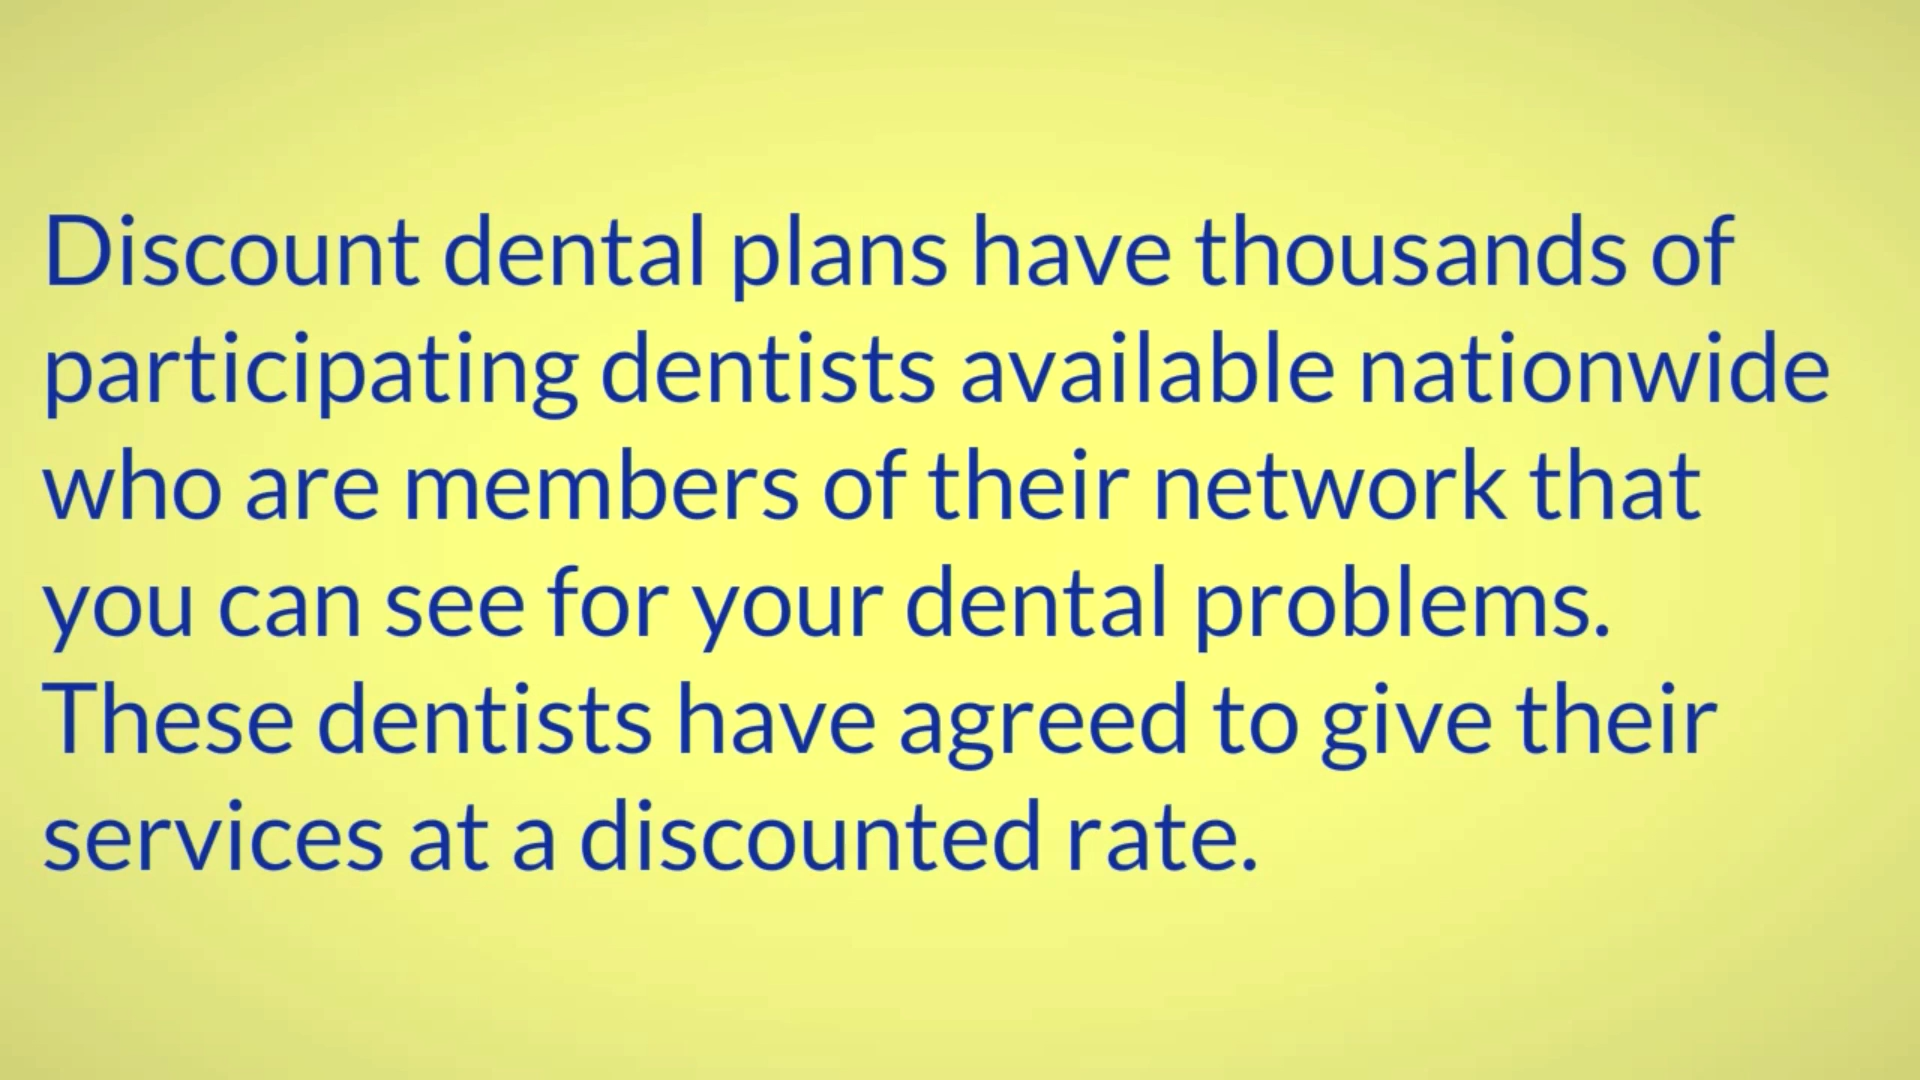 Discount dental plans have thousands of
participating dentists available nationwide
who are members of their network that
you can see for your dental problems.
These dentists have agreed to give their
services at a discounted rate.